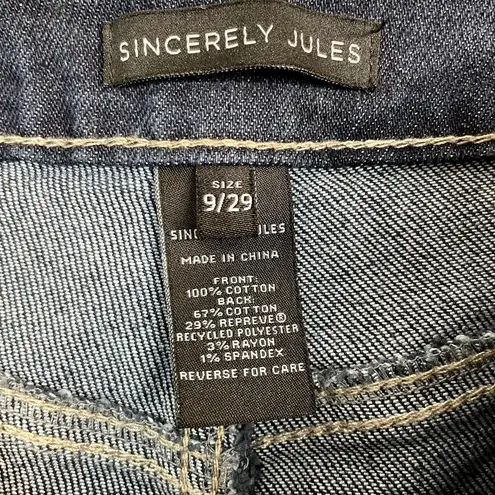 SINCERELY JULES
SIZE
9/29
SINC JULES
MADE IN CHINA
FRONT:
100% COTTON
BACK:
67% COTTON
29% REPREVE®
RECYCLED POLYESTER
3% RAYON
1% SPANDEX
REVERSE FOR CARE